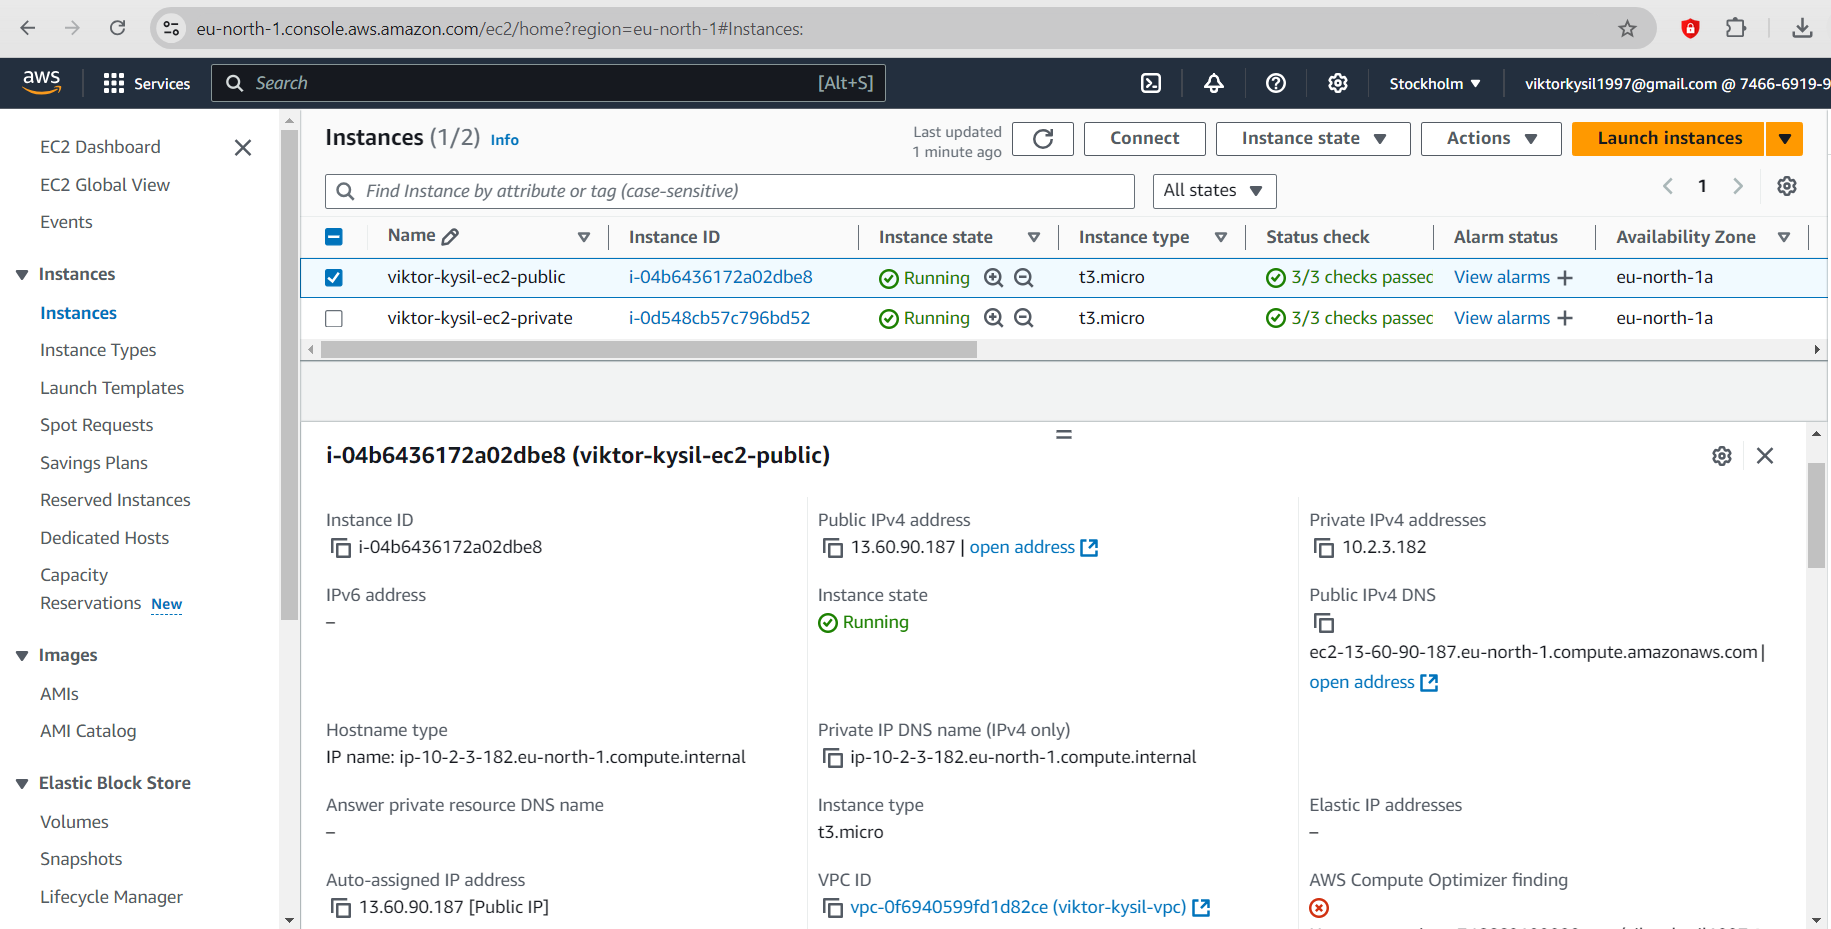 eu-north-1.console.aws.amazon.com/ec2/home?region=eu-north-1#Instances:
aws
Services
Search
[Alt+S]
Stockholm
viktorkysil1997@gmail.com @ 7466-6919-9
EC2 Dashboard
EC2 Global View
Events
Instances
Instances
Instance Types
Launch Templates
Spot Requests
Savings Plans
Reserved Instances
Dedicated Hosts
Capacity
Reservations New
Images
AMIs
AMI Catalog
Elastic Block Store
Volumes
Snapshots
Lifecycle Manager
Instances (1/2) Info
Last updated
1 minute ago
Connect
Instance state
Actions
Launch instances
Find Instance by attribute or tag (case-sensitive)
All states
1
Name Instance ID Instance state Instance type Status check Alarm status Availability Zone
viktor-kysil-ec2-public i-04b6436172a02dbe8 Running t3.micro 3/3 checks passed View alarms + eu-north-1a
viktor-kysil-ec2-private i-0d548cb57c796bd52 Running t3.micro 3/3 checks passed View alarms + eu-north-1a
i-04b6436172a02dbe8 (viktor-kysil-ec2-public)
Instance ID
i-04b6436172a02dbe8
Public IPv4 address
13.60.90.187 | open address
Private IPv4 addresses
10.2.3.182
IPv6 address
–
Instance state
Running
Public IPv4 DNS
ec2-13-60-90-187.eu-north-1.compute.amazonaws.com |
open address
Hostname type
IP name: ip-10-2-3-182.eu-north-1.compute.internal
Private IP DNS name (IPv4 only)
ip-10-2-3-182.eu-north-1.compute.internal
Answer private resource DNS name
–
Instance type
t3.micro
Elastic IP addresses
–
Auto-assigned IP address
13.60.90.187 [Public IP]
VPC ID
vpc-0f6940599fd1d82ce (viktor-kysil-vpc)
AWS Compute Optimizer finding